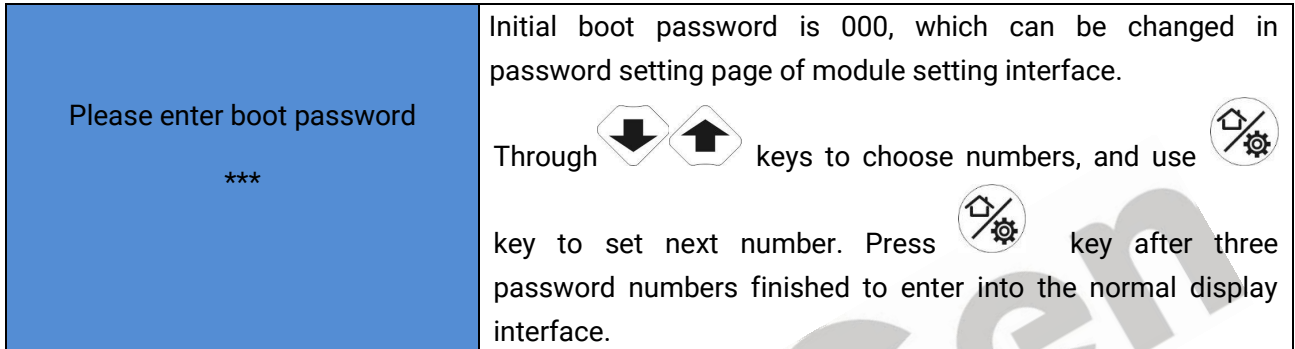 Please enter boot password
***
Initial boot password is 000, which can be changed in
password setting page of module setting interface.
Through keys to choose numbers, and use
key to set next number. Press key after three
password numbers finished to enter into the normal display
interface.